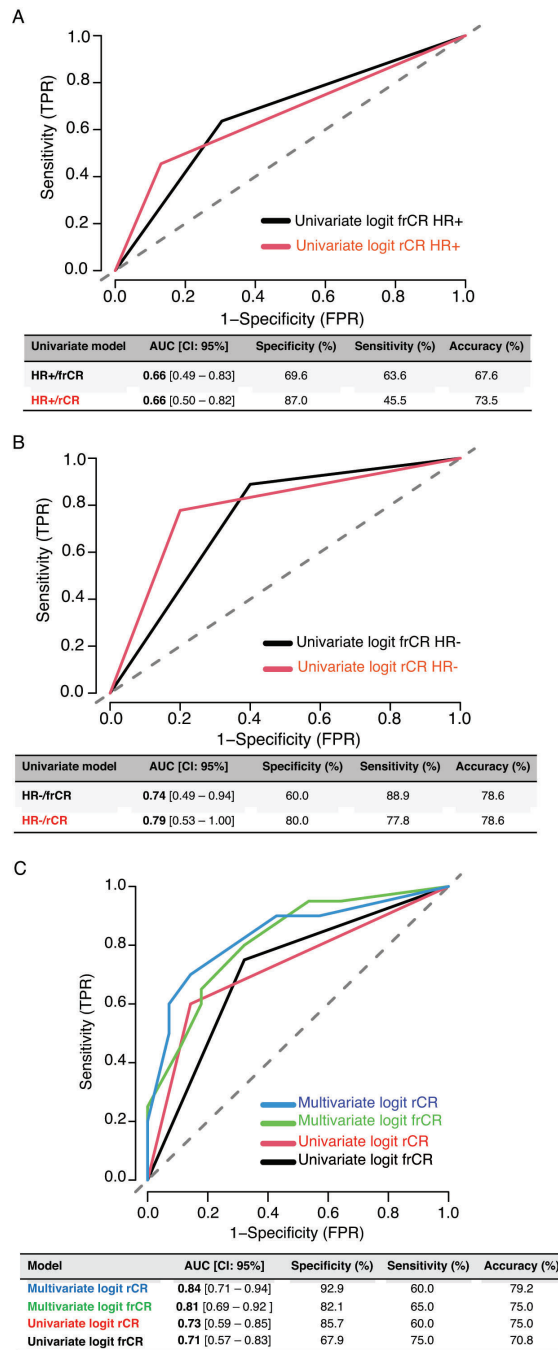 A
1.0
0.8
0.6
0.4
0.2
0.0
Sensitivity (TPR)
Univariate logit frCR HR+
Univariate logit rCR HR+
0.0 0.2 0.4 0.6 0.8 1.0
1−Specificity (FPR)
Univariate model AUC [CI: 95%] Specificity (%) Sensitivity (%) Accuracy (%)
HR+/frCR 0.66 [0.49 – 0.83] 69.6 63.6 67.6
HR+/rCR 0.66 [0.50 – 0.82] 87.0 45.5 73.5
B
1.0
0.8
0.6
0.4
0.2
0.0
Sensitivity (TPR)
Univariate logit frCR HR-
Univariate logit rCR HR-
0.0 0.2 0.4 0.6 0.8 1.0
1−Specificity (FPR)
Univariate model AUC [CI: 95%] Specificity (%) Sensitivity (%) Accuracy (%)
HR-/frCR 0.74 [0.49 – 0.94] 60.0 88.9 78.6
HR-/rCR 0.79 [0.53 – 1.00] 80.0 77.8 78.6
C
1.0
0.8
0.6
0.4
0.2
0.0
Sensitivity (TPR)
Multivariate logit rCR
Multivariate logit frCR
Univariate logit rCR
Univariate logit frCR
0.0 0.2 0.4 0.6 0.8 1.0
1−Specificity (FPR)
Model AUC [CI: 95%] Specificity (%) Sensitivity (%) Accuracy (%)
Multivariate logit rCR 0.84 [0.71 – 0.94] 92.9 60.0 79.2
Multivariate logit frCR 0.81 [0.69 – 0.92 ] 82.1 65.0 75.0
Univariate logit rCR 0.73 [0.59 – 0.85] 85.7 60.0 75.0
Univariate logit frCR 0.71 [0.57 – 0.83] 67.9 75.0 70.8